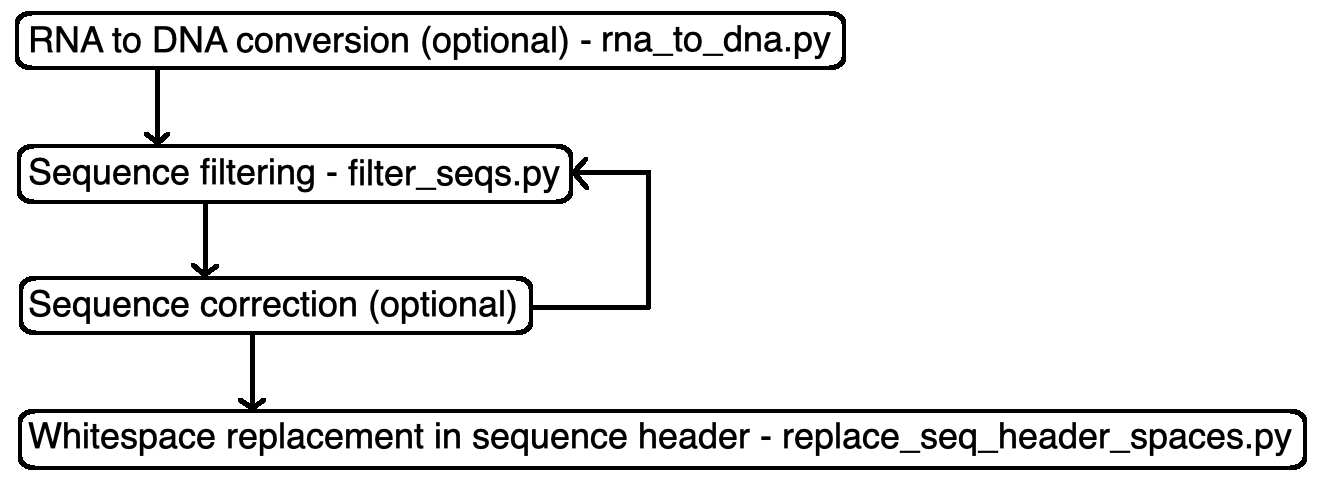 RNA to DNA conversion (optional) - rna_to_dna.py
Sequence filtering - filter_seqs.py
Sequence correction (optional)
Whitespace replacement in sequence header - replace_seq_header_spaces.py